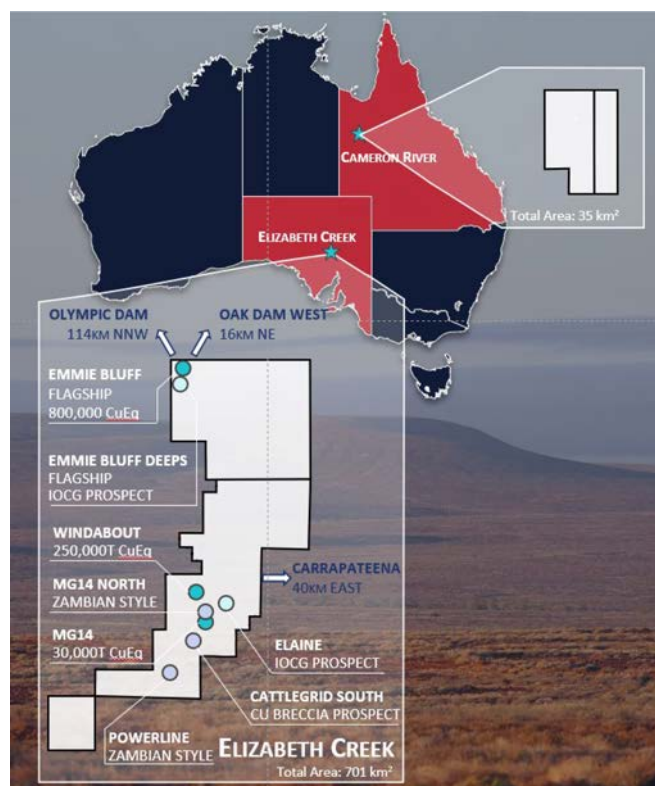 CAMERON RIVER
Total Area: 35 km²
ELIZABETH CREEK
OLYMPIC DAM
114KM NNW
OAK DAM WEST
16KM NE
EMMIE BLUFF
FLAGSHIP
800,000 CuEq
EMMIE BLUFF DEEPS
FLAGSHIP
IOCG PROSPECT
WINDABOUT
250,000T CuEq
CARRAPATEENA
40KM EAST
MG14 NORTH
ZAMBIAN STYLE
MG14
30,000T CuEq
ELAINE
IOCG PROSPECT
CATTLEGRID SOUTH
CU BRECCIA PROSPECT
POWERLINE
ZAMBIAN STYLE
ELIZABETH CREEK
Total Area: 701 km²